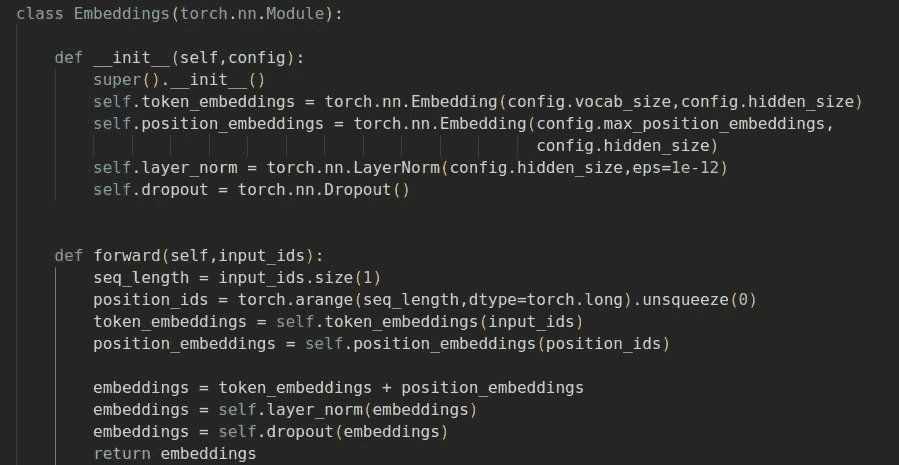 class Embeddings(torch.nn.Module):
def __init__(self,config):
super().__init__()
self.token_embeddings = torch.nn.Embedding(config.vocab_size,config.hidden_size)
self.position_embeddings = torch.nn.Embedding(config.max_position_embeddings,
config.hidden_size)
self.layer_norm = torch.nn.LayerNorm(config.hidden_size,eps=1e-12)
self.dropout = torch.nn.Dropout()
def forward(self,input_ids):
seq_length = input_ids.size(1)
position_ids = torch.arange(seq_length,dtype=torch.long).unsqueeze(0)
token_embeddings = self.token_embeddings(input_ids)
position_embeddings = self.position_embeddings(position_ids)
embeddings = token_embeddings + position_embeddings
embeddings = self.layer_norm(embeddings)
embeddings = self.dropout(embeddings)
return embeddings